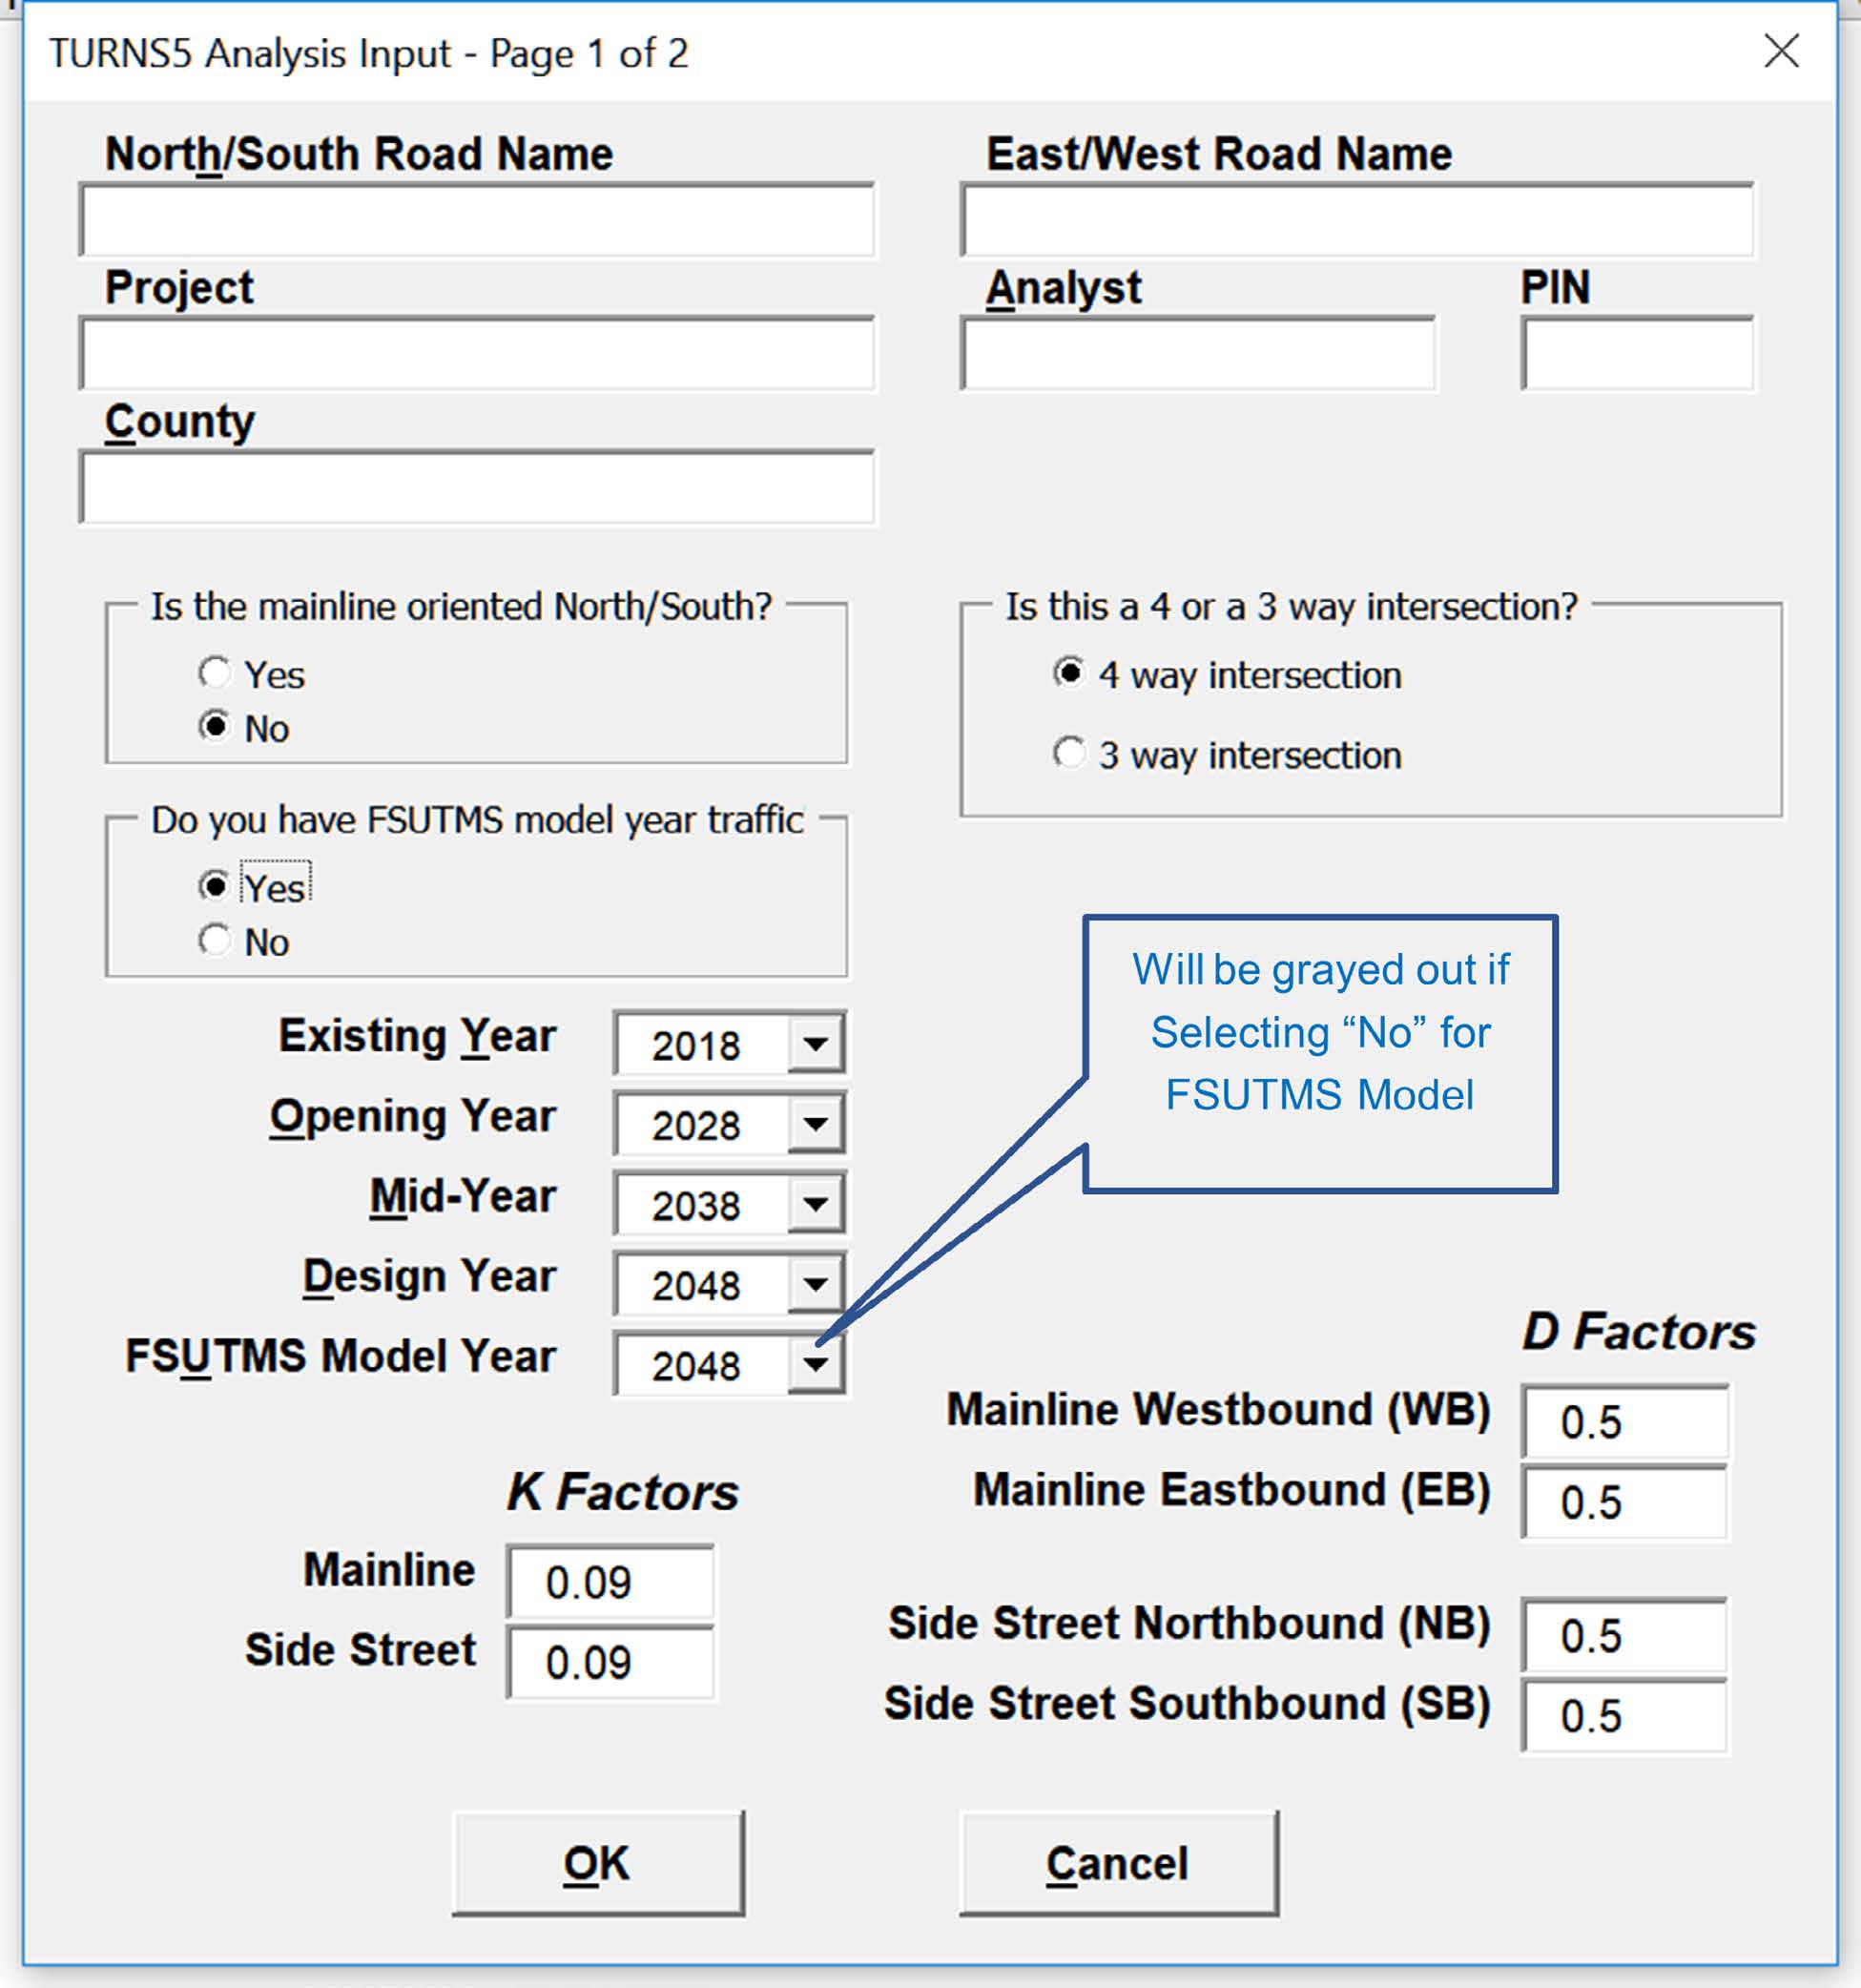 TURNS5 Analysis Input - Page 1 of 2
North/South Road Name
East/West Road Name
Project
Analyst
PIN
County
Is the mainline oriented North/South?
Yes
No
Is this a 4 or a 3 way intersection?
4 way intersection
3 way intersection
Do you have FSUTMS model year traffic
Yes
No
Will be grayed out if
Selecting “No” for
FSUTMS Model
Existing Year 2018
Opening Year 2028
Mid-Year 2038
Design Year 2048
FSUTMS Model Year 2048
K Factors
Mainline 0.09
Side Street 0.09
D Factors
Mainline Westbound (WB) 0.5
Mainline Eastbound (EB) 0.5
Side Street Northbound (NB) 0.5
Side Street Southbound (SB) 0.5
OK
Cancel